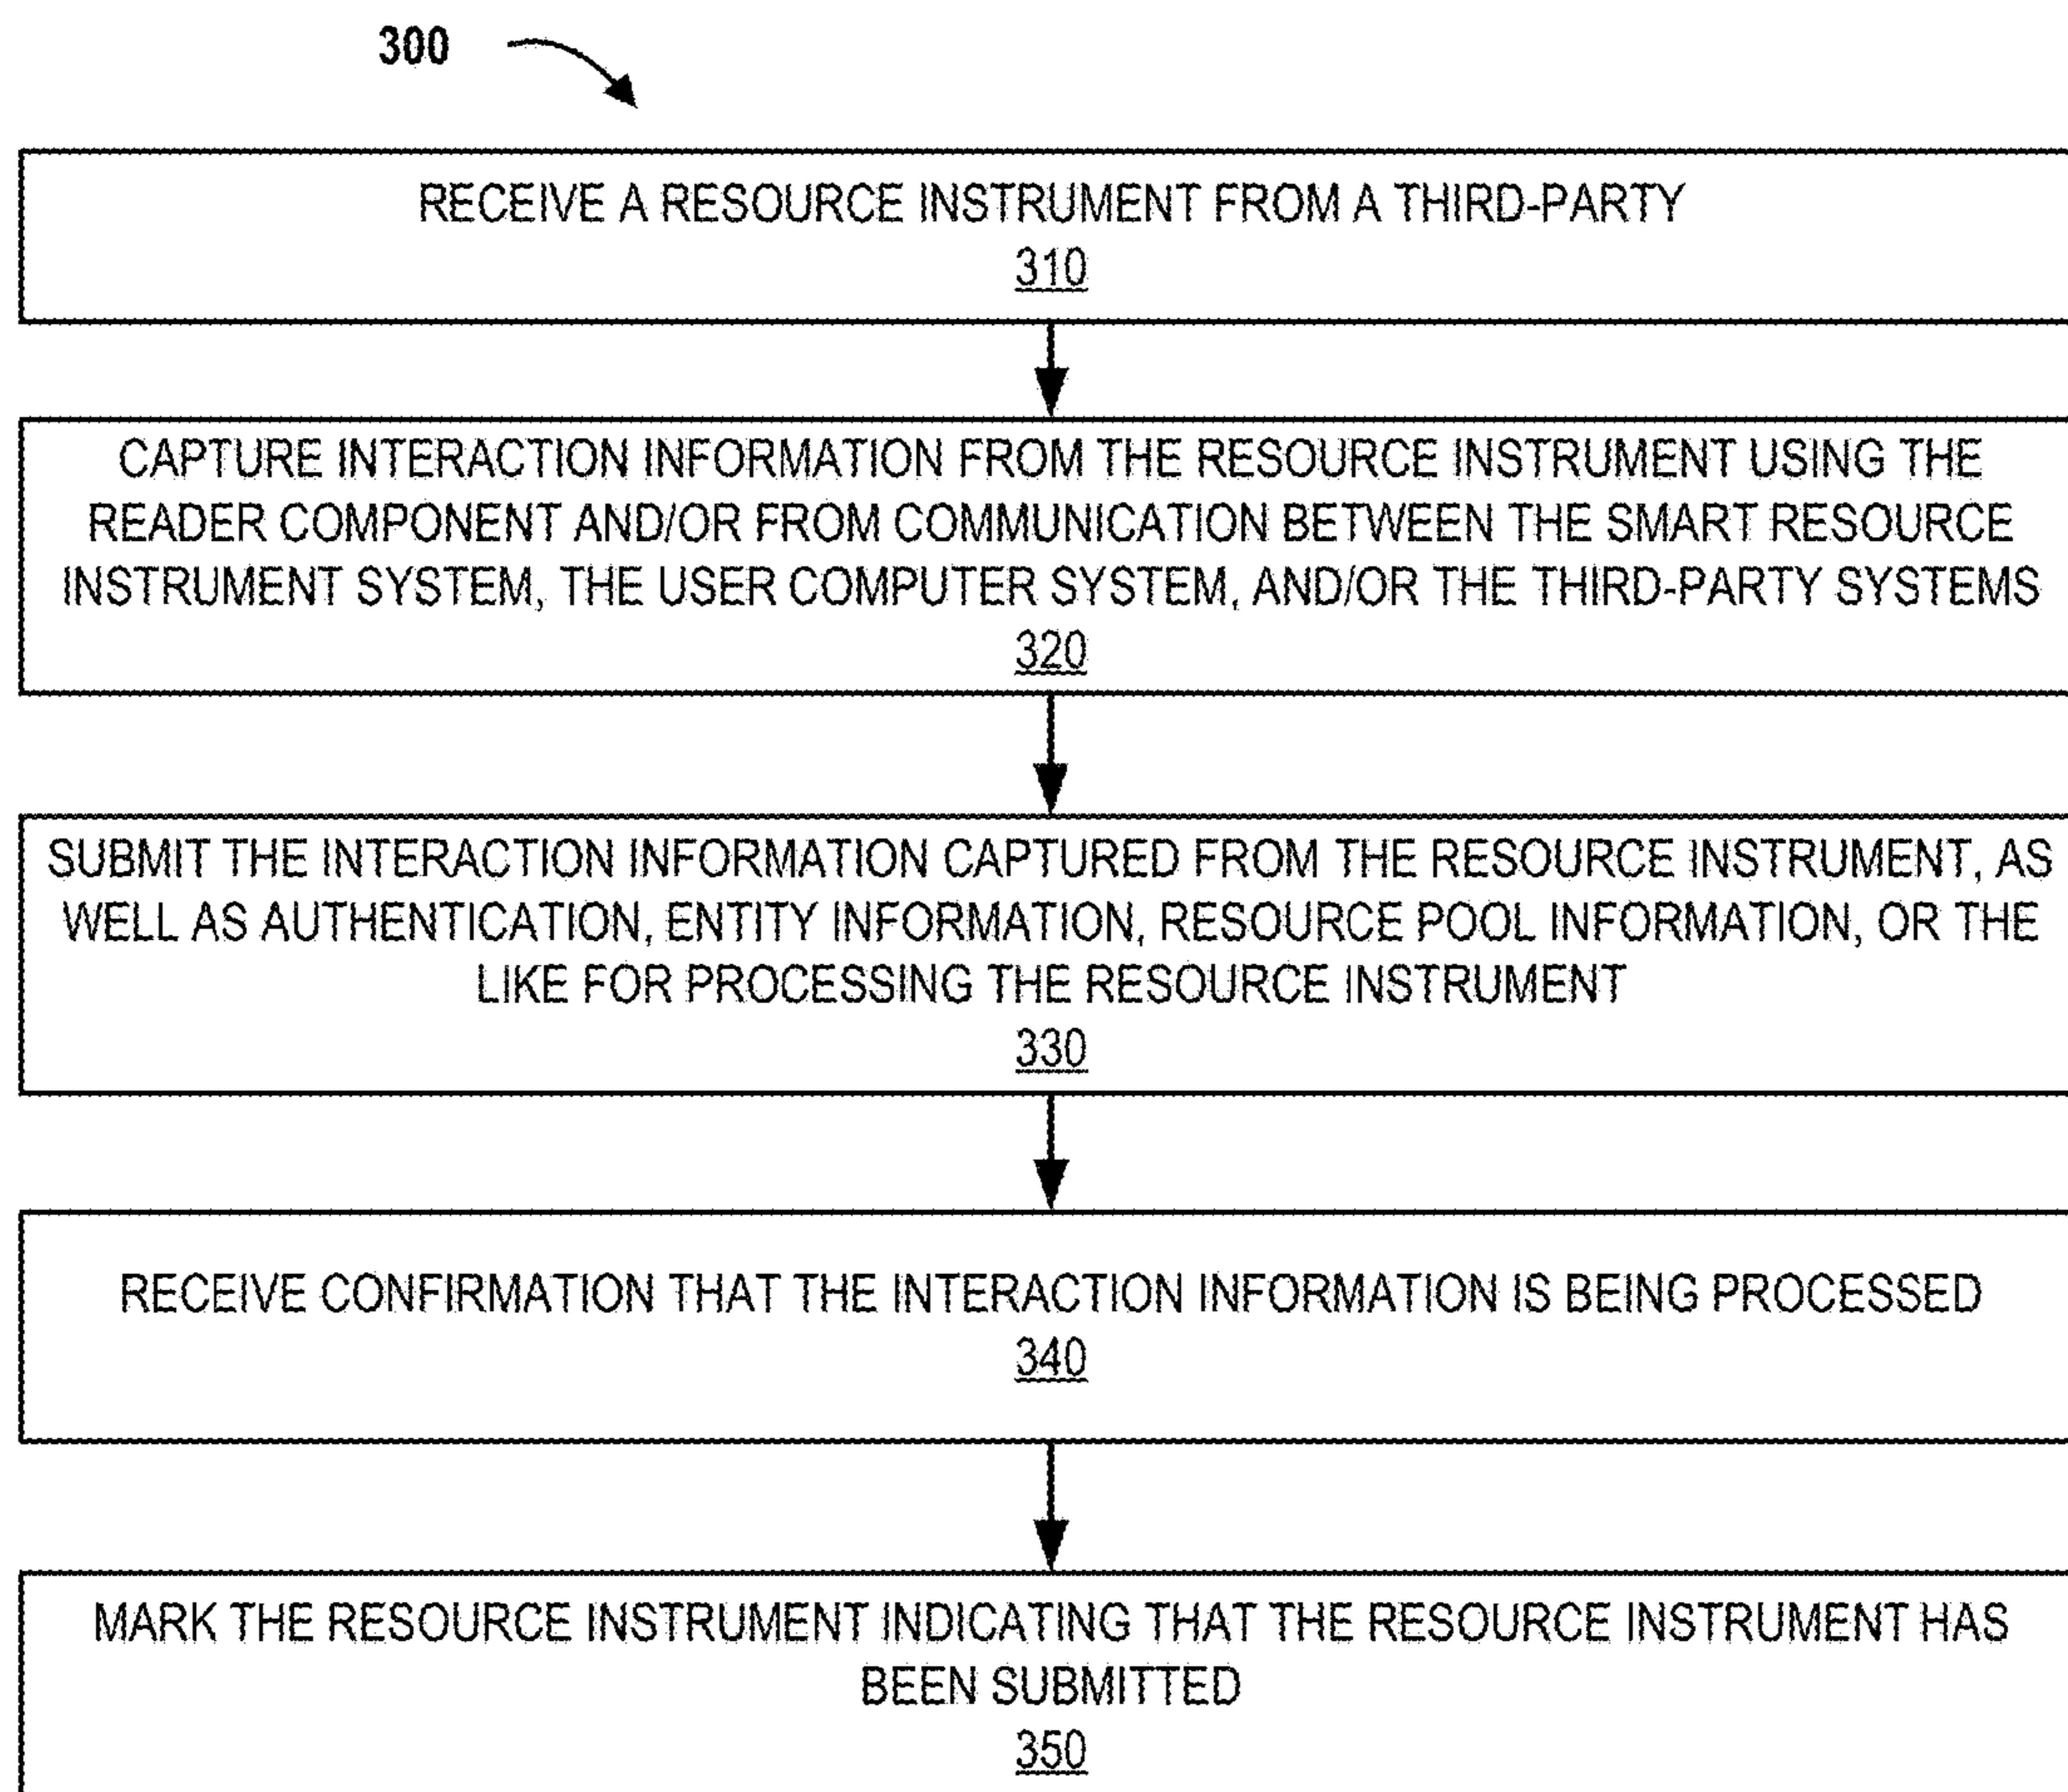 300
RECEIVE A RESOURCE INSTRUMENT FROM A THIRD-PARTY
310
CAPTURE INTERACTION INFORMATION FROM THE RESOURCE INSTRUMENT USING THE
READER COMPONENT AND/OR FROM COMMUNICATION BETWEEN THE SMART RESOURCE
INSTRUMENT SYSTEM, THE USER COMPUTER SYSTEM, AND/OR THE THIRD-PARTY SYSTEMS
320
SUBMIT THE INTERACTION INFORMATION CAPTURED FROM THE RESOURCE INSTRUMENT, AS
WELL AS AUTHENTICATION, ENTITY INFORMATION, RESOURCE POOL INFORMATION, OR THE
LIKE FOR PROCESSING THE RESOURCE INSTRUMENT
330
RECEIVE CONFIRMATION THAT THE INTERACTION INFORMATION IS BEING PROCESSED
340
MARK THE RESOURCE INSTRUMENT INDICATING THAT THE RESOURCE INSTRUMENT HAS
BEEN SUBMITTED
350